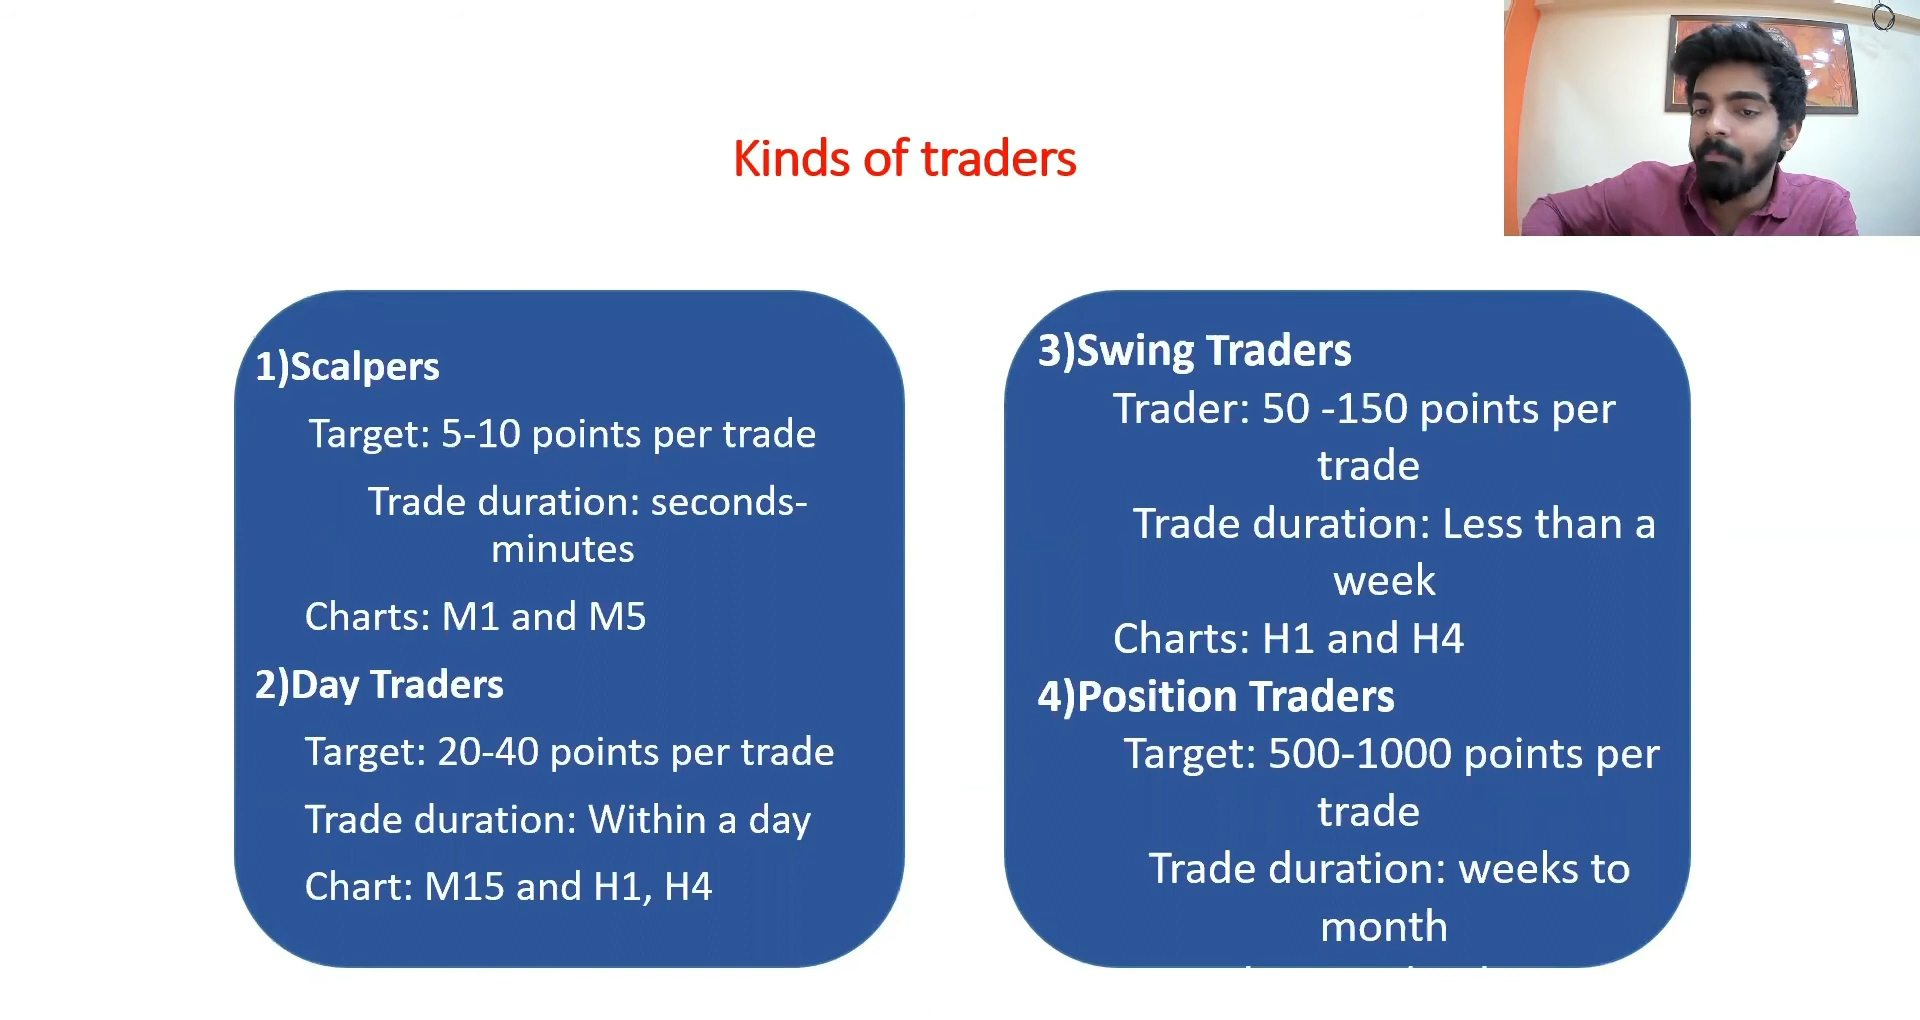 Kinds of traders
1)Scalpers
Target: 5-10 points per trade
Trade duration: seconds-
minutes
Charts: M1 and M5
2)Day Traders
Target: 20-40 points per trade
Trade duration: Within a day
Chart: M15 and H1, H4
3)Swing Traders
Trader: 50 -150 points per
trade
Trade duration: Less than a
week
Charts: H1 and H4
4)Position Traders
Target: 500-1000 points per
trade
Trade duration: weeks to
month